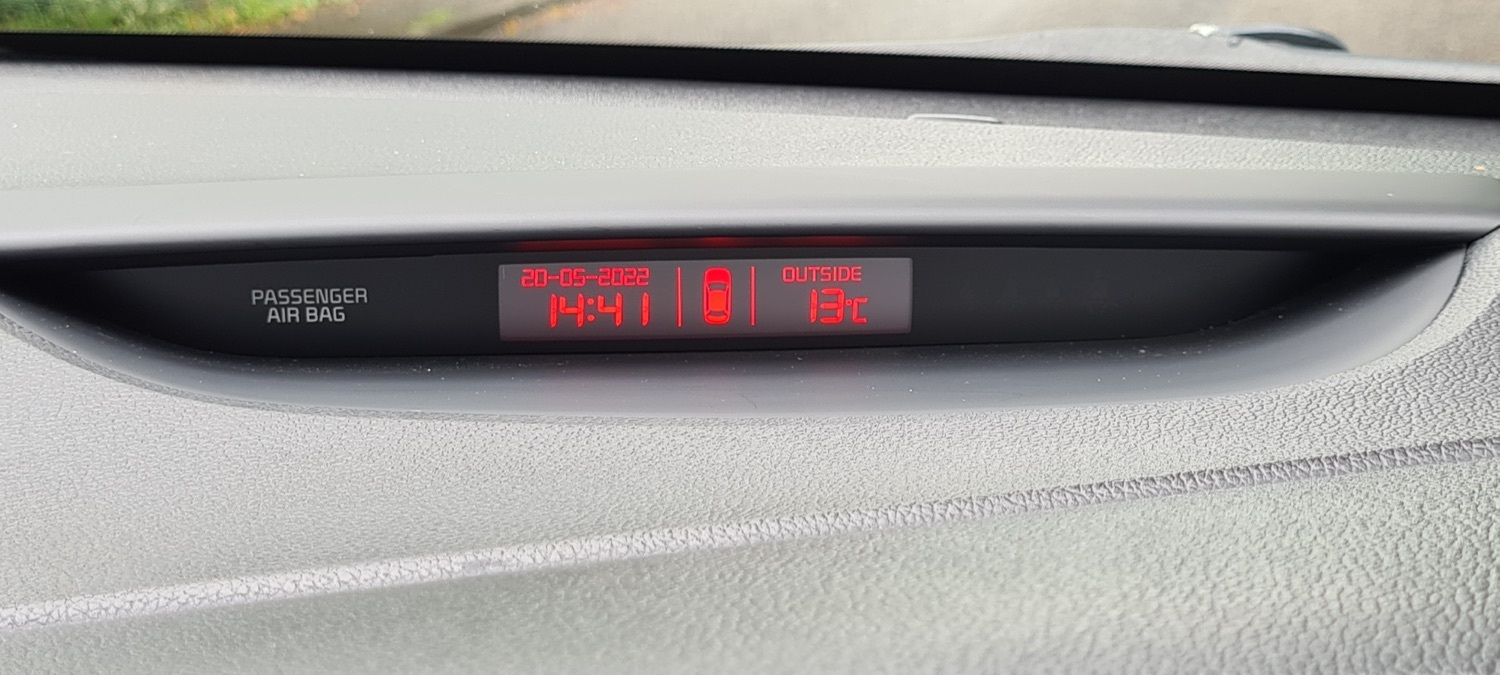 PASSENGER
AIR BAG
20-05-2022
14:41
OUTSIDE
13°C